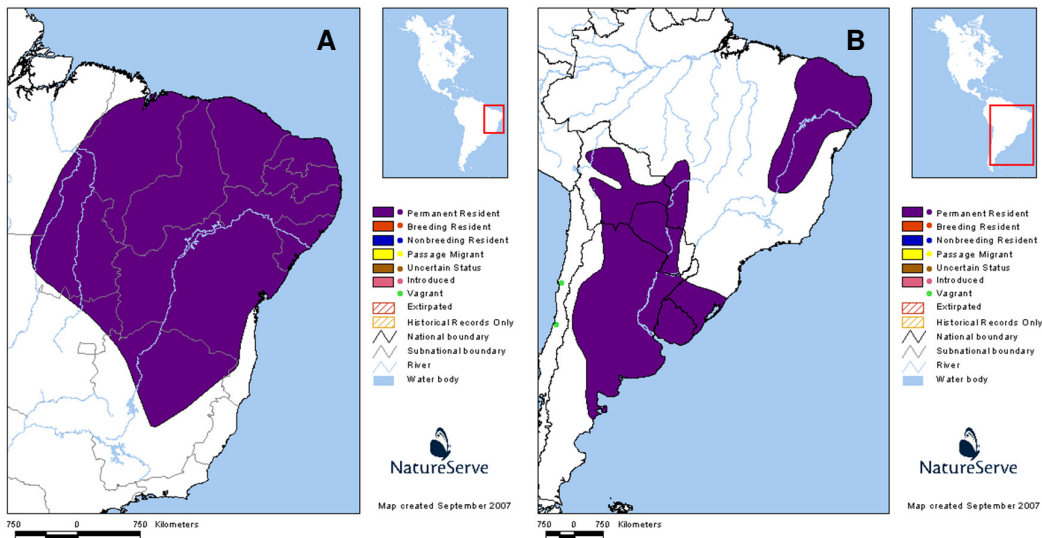 A
Permanent Resident
Breeding Resident
Nonbreeding Resident
Passage Migrant
Uncertain Status
Introduced
Vagrant
Extirpated
Historical Records Only
National boundary
Subnational boundary
River
Water body
NatureServe
Map created September 2007
750 0 750 Kilometers
B
Permanent Resident
Breeding Resident
Nonbreeding Resident
Passage Migrant
Uncertain Status
Introduced
Vagrant
Extirpated
Historical Records Only
National boundary
Subnational boundary
River
Water body
NatureServe
Map created September 2007
750 0 750 Kilometers